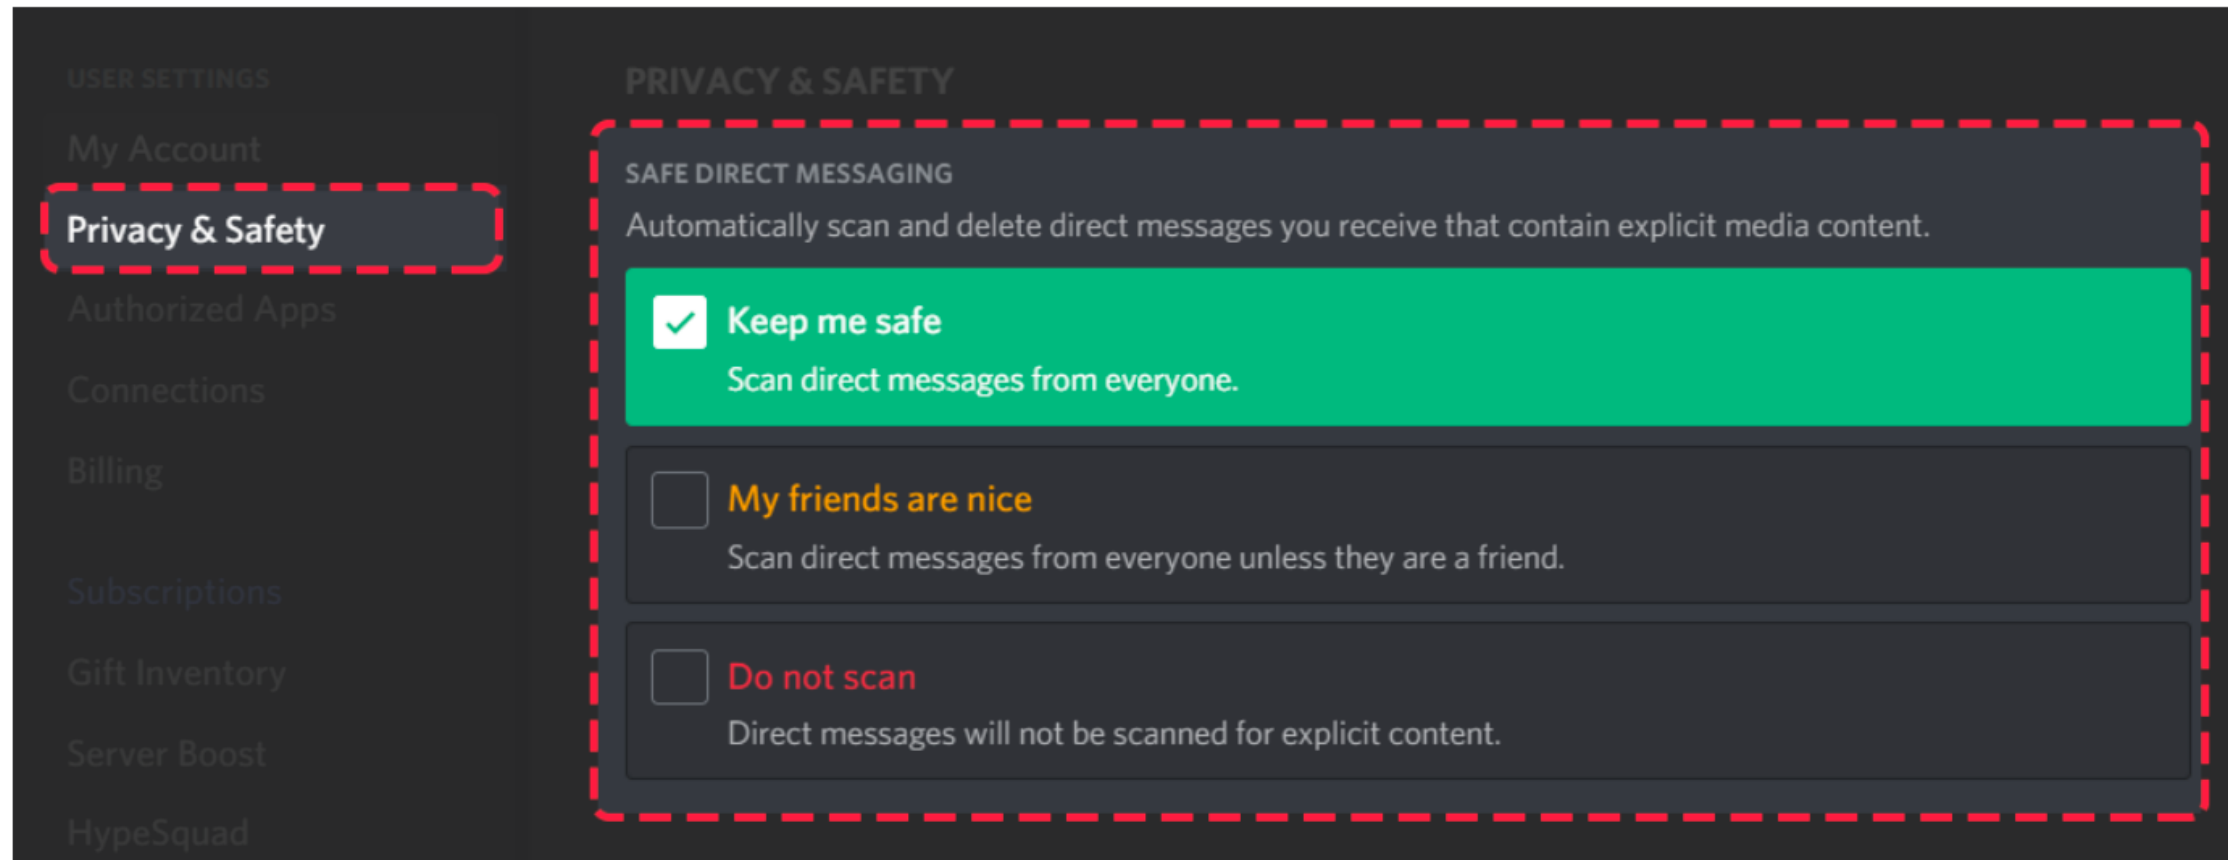 USER SETTINGS
My Account
Privacy & Safety
Authorized Apps
Connections
Billing
Subscriptions
Gift Inventory
Server Boost
HypeSquad
PRIVACY & SAFETY
SAFE DIRECT MESSAGING
Automatically scan and delete direct messages you receive that contain explicit media content.
Keep me safe
Scan direct messages from everyone.
My friends are nice
Scan direct messages from everyone unless they are a friend.
Do not scan
Direct messages will not be scanned for explicit content.